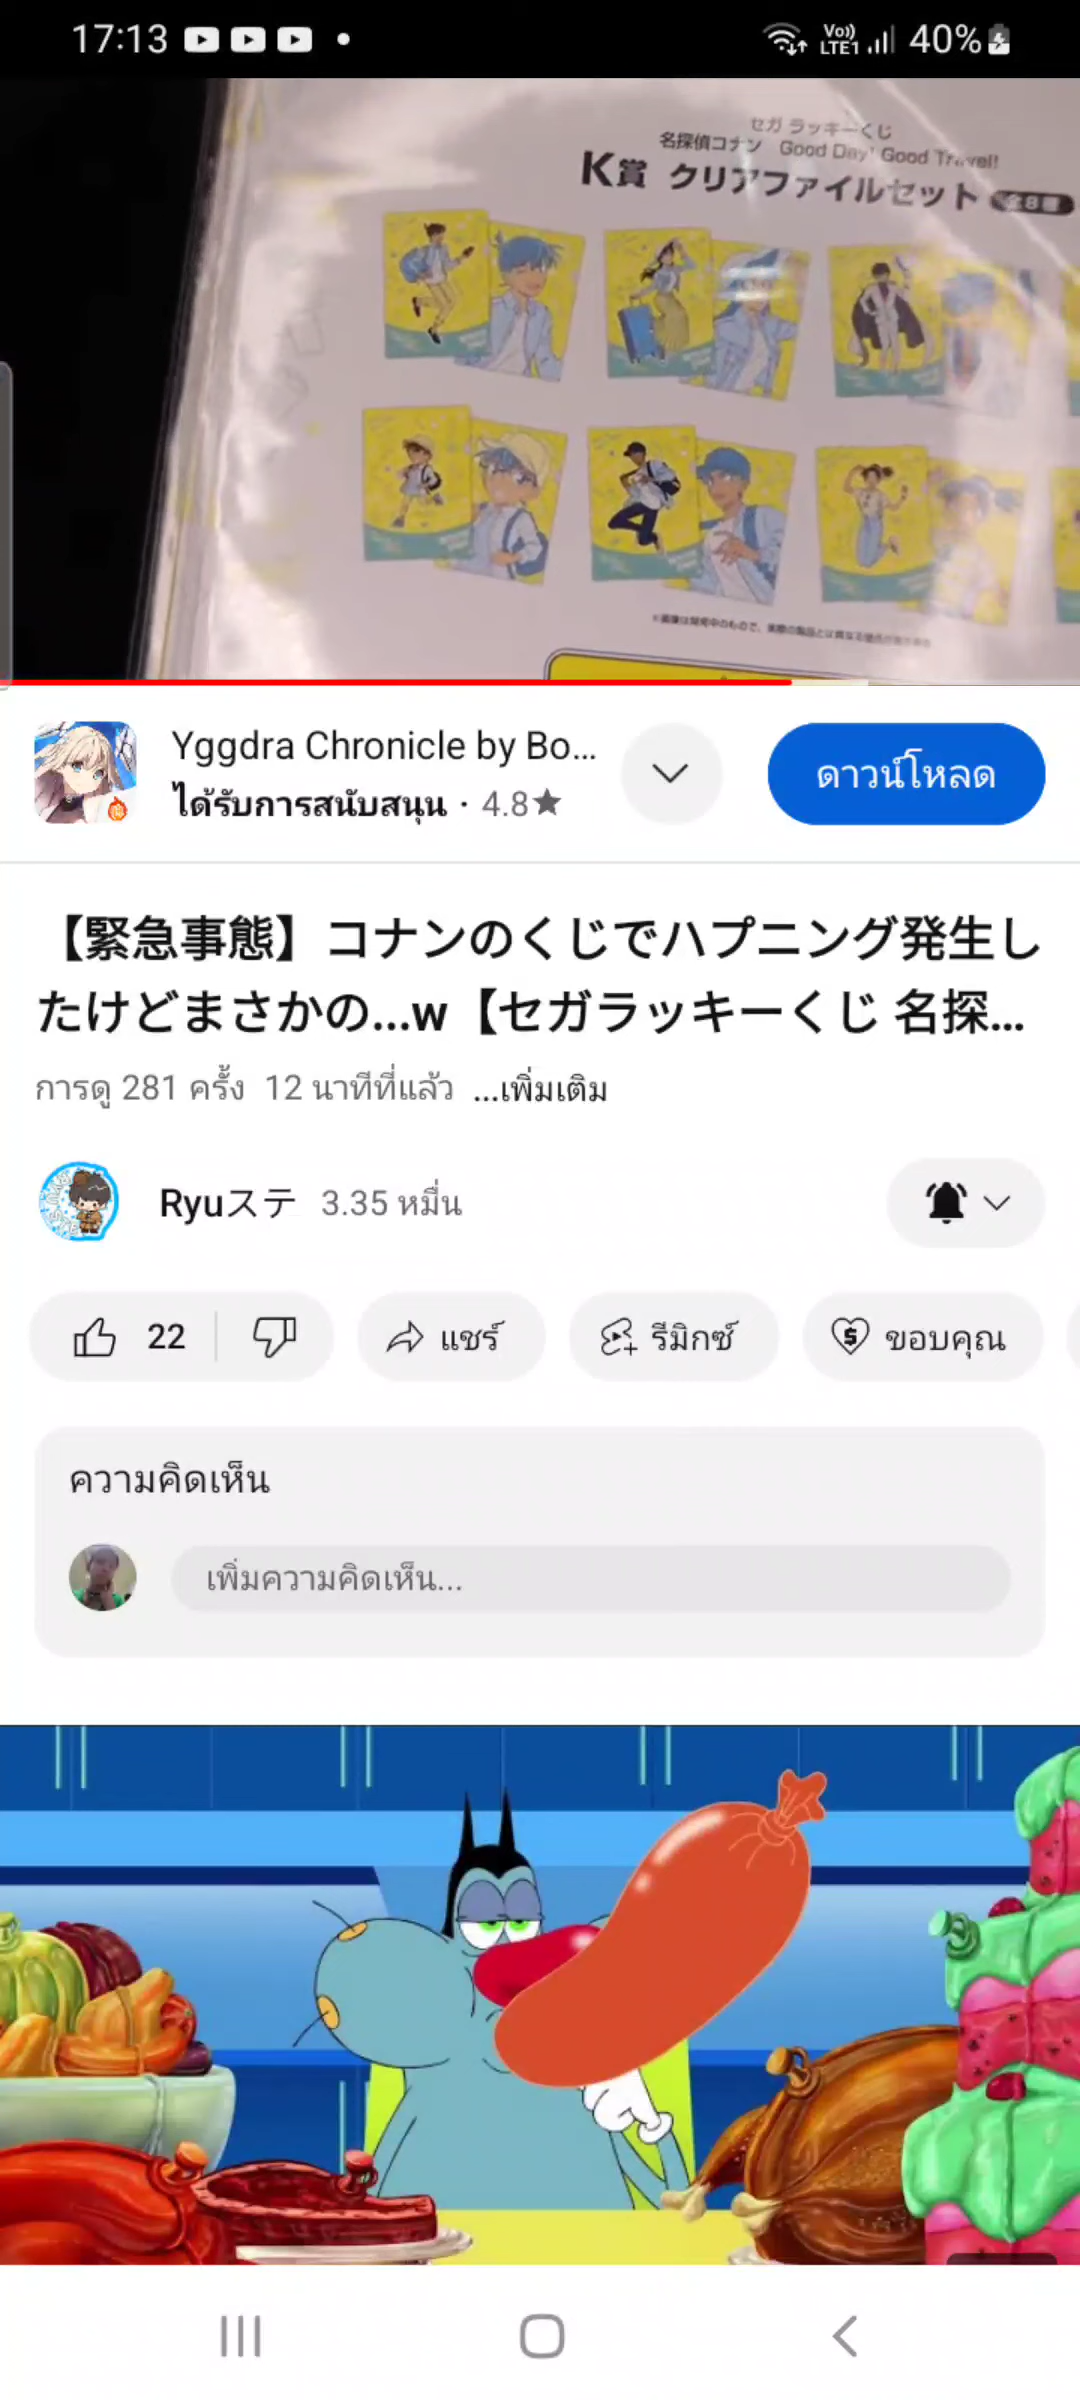 17:13
Vo)) LTE1 40%
セガ ラッキーくじ
名探偵コナン Good Day! Good Travel!
K賞 クリアファイルセット 全8種
Yggdra Chronicle by Bo...
ได้รับการสนับสนุน · 4.8★
ดาวน์โหลด
【緊急事態】コナンのくじでハプニング発生し
たけどまさかの...w【セガラッキーくじ 名探...
การดู 281 ครั้ง 12 นาทีที่แล้ว ...เพิ่มเติม
Ryuステ 3.35 หมื่น
22
แชร์
รีมิกซ์
ขอบคุณ
ความคิดเห็น
เพิ่มความคิดเห็น...